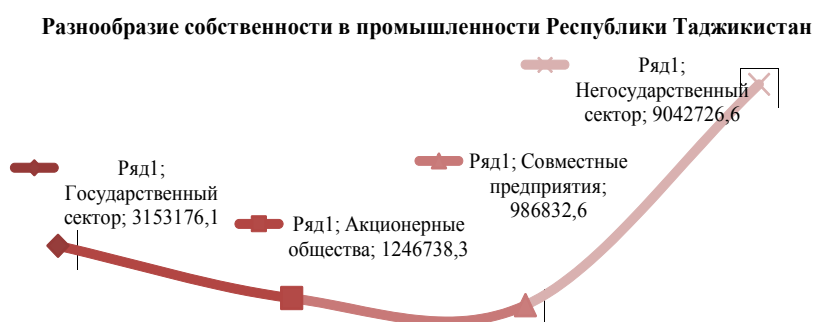 Разнообразие собственности в промышленности Республики Таджикистан
Ряд1;
Негосударственный
сектор; 9042726,6
Ряд1;
Государственный
сектор; 3153176,1
Ряд1; Совместные
предприятия;
986832,6
Ряд1; Акционерные
общества; 1246738,3